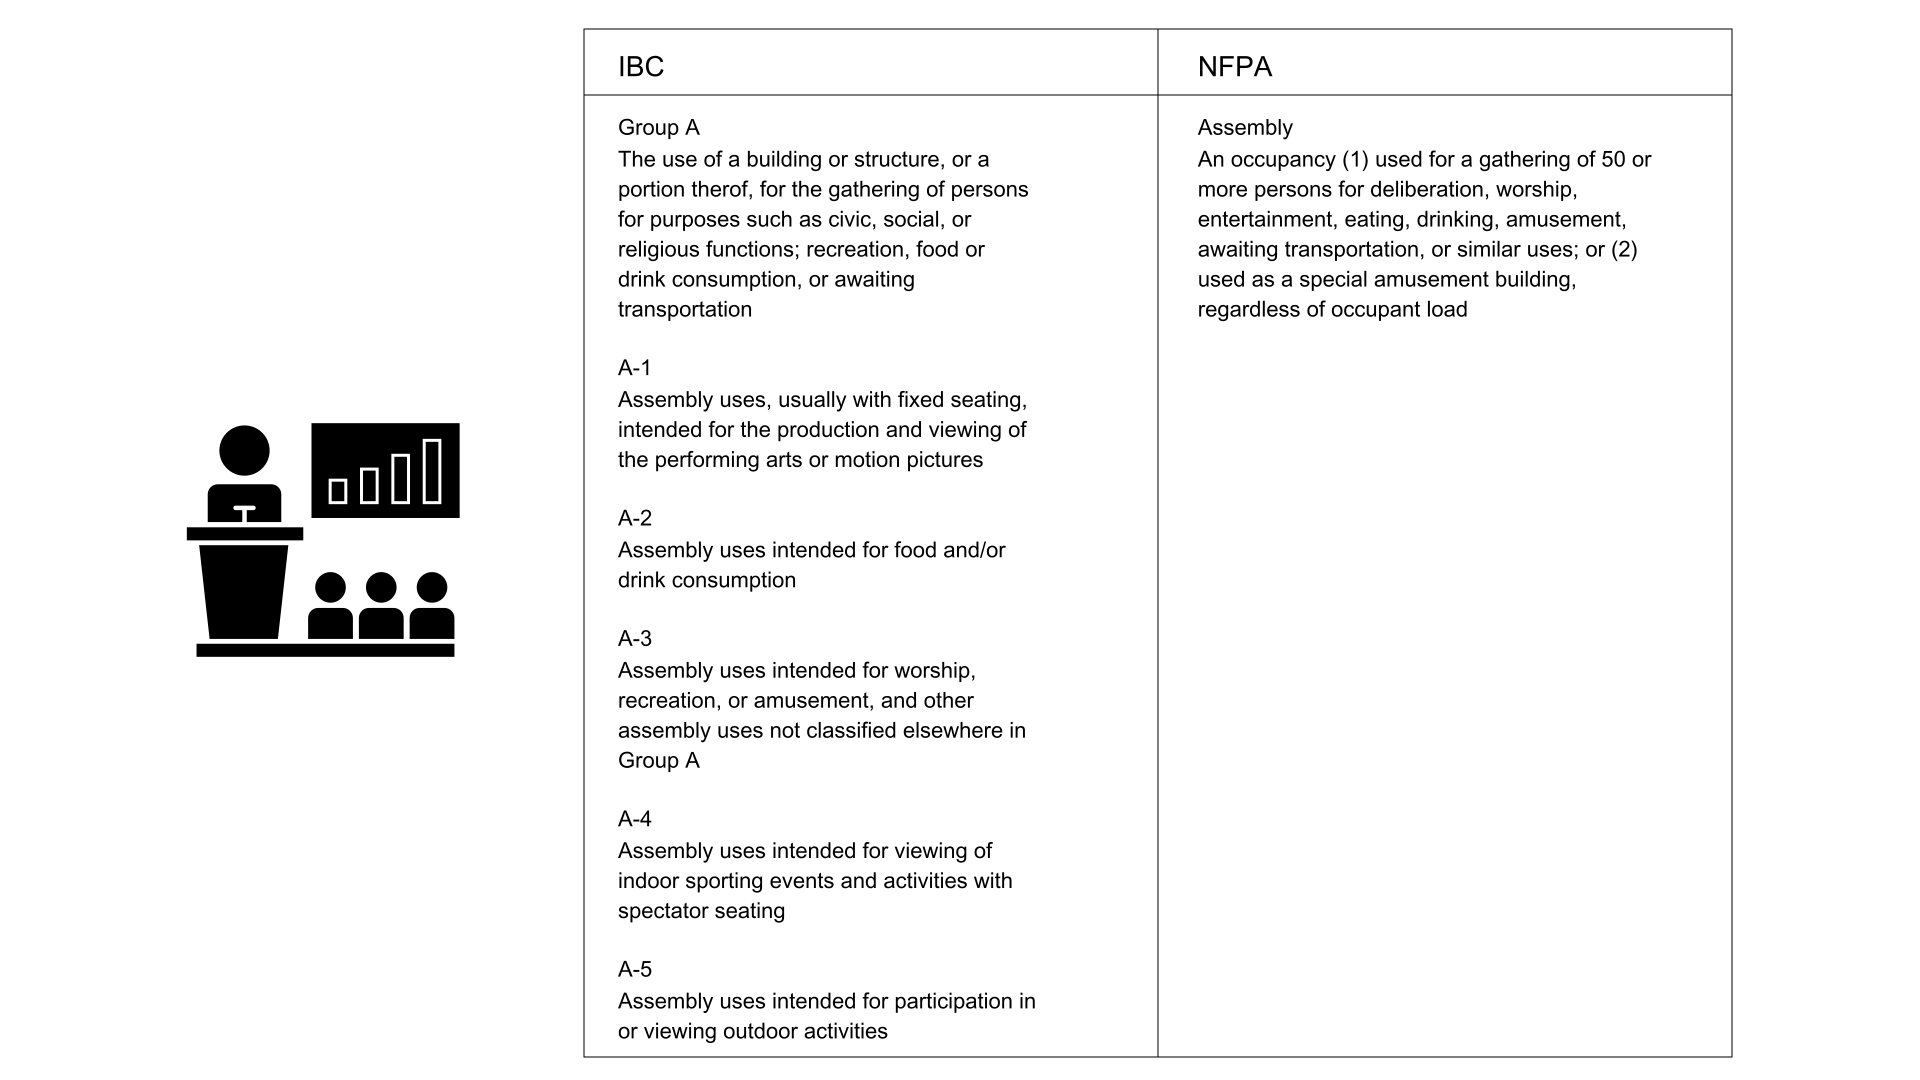 IBC
NFPA
Group A
The use of a building or structure, or a
portion therof, for the gathering of persons
for purposes such as civic, social, or
religious functions; recreation, food or
drink consumption, or awaiting
transportation
A-1
Assembly uses, usually with fixed seating,
intended for the production and viewing of
the performing arts or motion pictures
A-2
Assembly uses intended for food and/or
drink consumption
A-3
Assembly uses intended for worship,
recreation, or amusement, and other
assembly uses not classified elsewhere in
Group A
A-4
Assembly uses intended for viewing of
indoor sporting events and activities with
spectator seating
A-5
Assembly uses intended for participation in
or viewing outdoor activities
Assembly
An occupancy (1) used for a gathering of 50 or
more persons for deliberation, worship,
entertainment, eating, drinking, amusement,
awaiting transportation, or similar uses; or (2)
used as a special amusement building,
regardless of occupant load